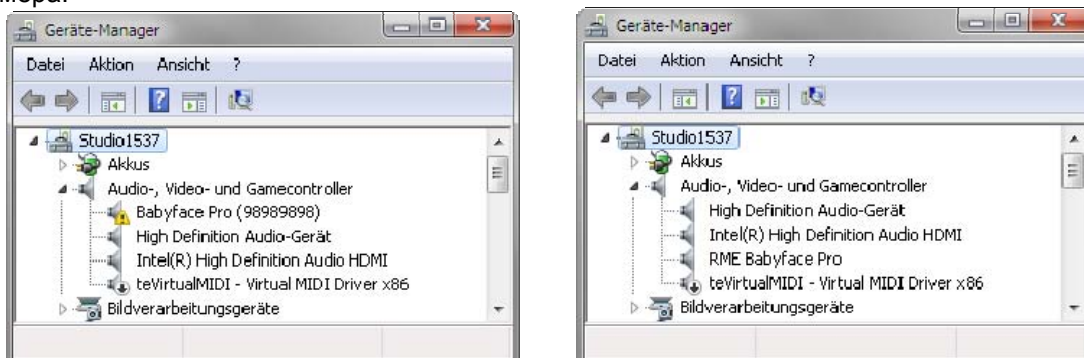 Geräte-Manager
Datei Aktion Ansicht ?
Studio1537
Akkus
Audio-, Video- und Gamecontroller
Babyface Pro (98989898)
High Definition Audio-Gerät
Intel(R) High Definition Audio HDMI
teVirtualMIDI - Virtual MIDI Driver x86
Bildverarbeitungsgeräte
Geräte-Manager
Datei Aktion Ansicht ?
Studio1537
Akkus
Audio-, Video- und Gamecontroller
High Definition Audio-Gerät
Intel(R) High Definition Audio HDMI
RME Babyface Pro
teVirtualMIDI - Virtual MIDI Driver x86
Bildverarbeitungsgeräte